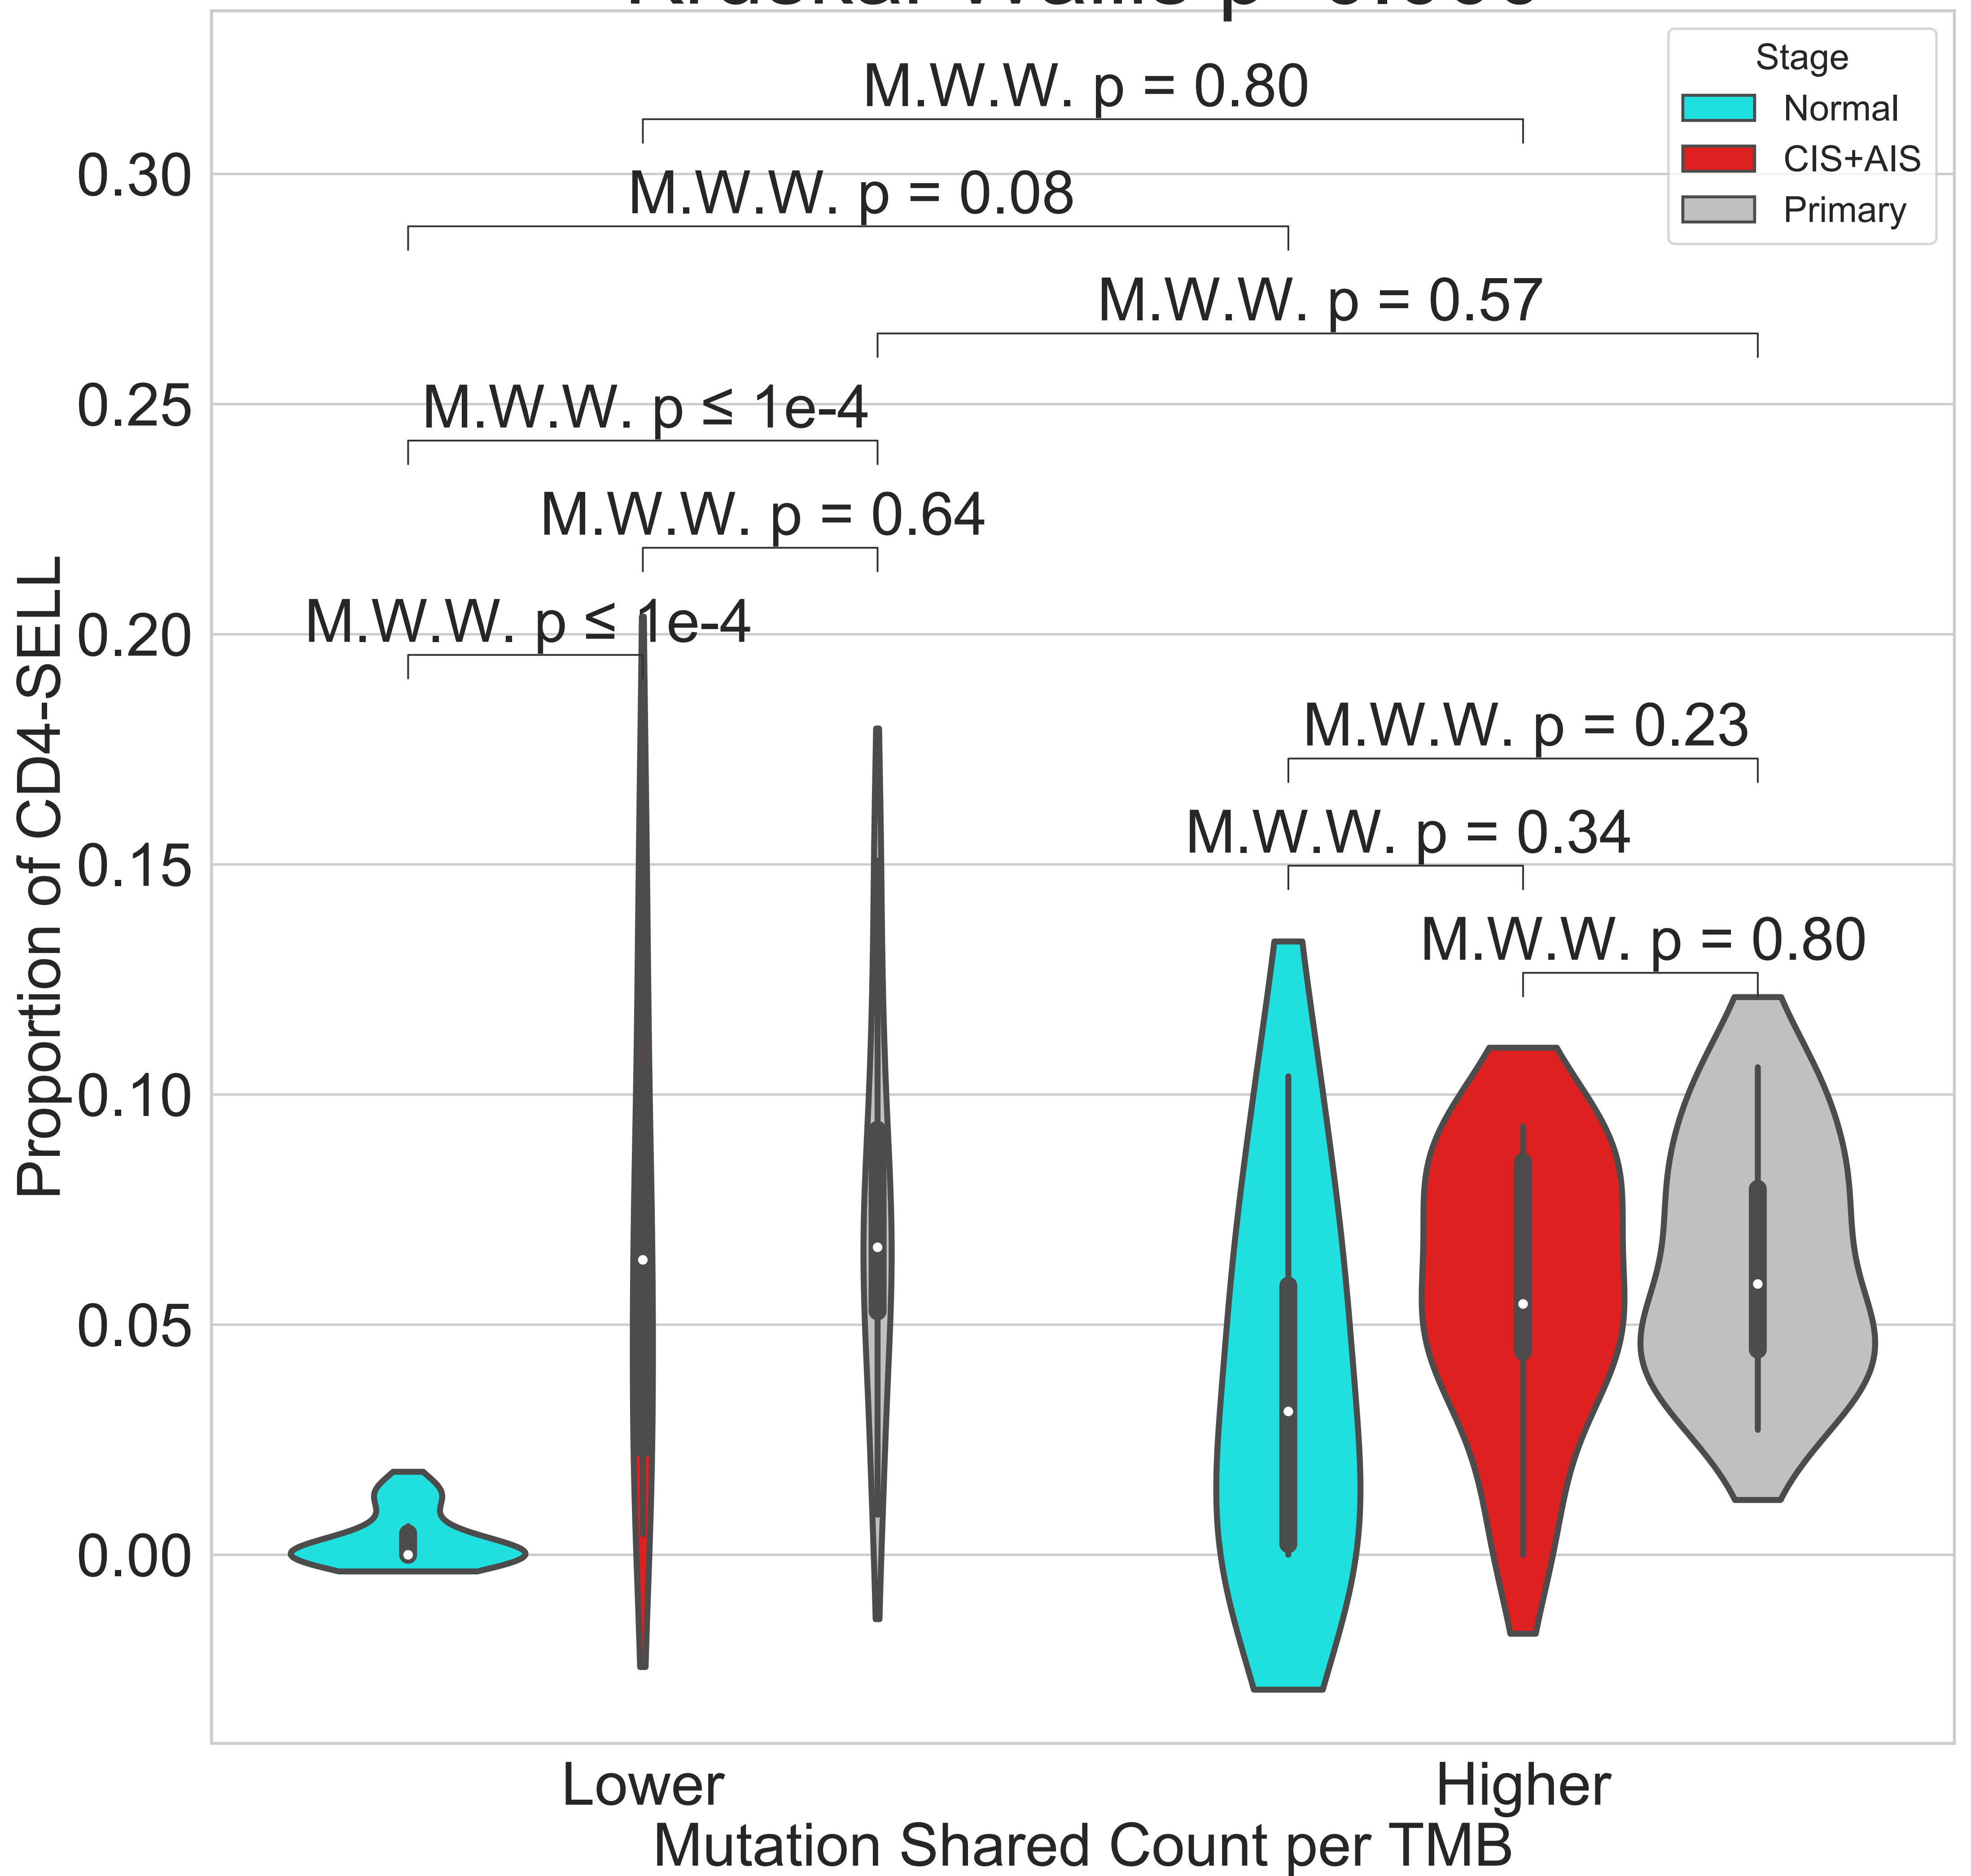 Stage
Normal
CIS+AIS
Primary
M.W.W. p = 0.80
M.W.W. p = 0.08
M.W.W. p = 0.57
M.W.W. p ≤ 1e-4
M.W.W. p = 0.64
M.W.W. p ≤ 1e-4
M.W.W. p = 0.23
M.W.W. p = 0.34
M.W.W. p = 0.80
0.30
0.25
0.20
0.15
0.10
0.05
0.00
Proportion of CD4-SELL
Lower
Higher
Mutation Shared Count per TMB